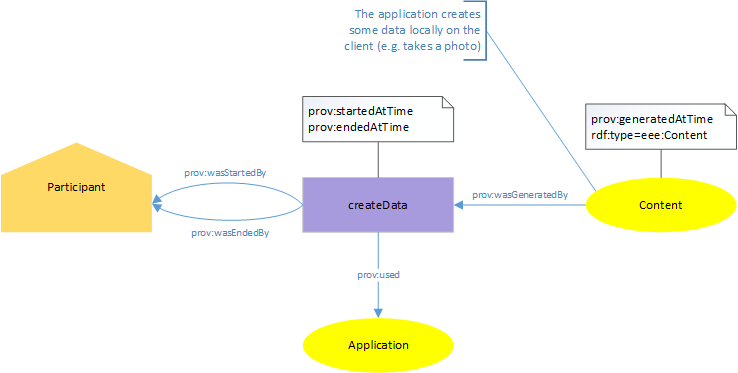 The application creates
some data locally on the
client (e.g. takes a photo)
prov:startedAtTime
prov:endedAtTime
prov:generatedAtTime
rdf:type=eee:Content
Participant
prov:wasStartedBy
createData
prov:wasGeneratedBy
Content
prov:wasEndedBy
prov:used
Application